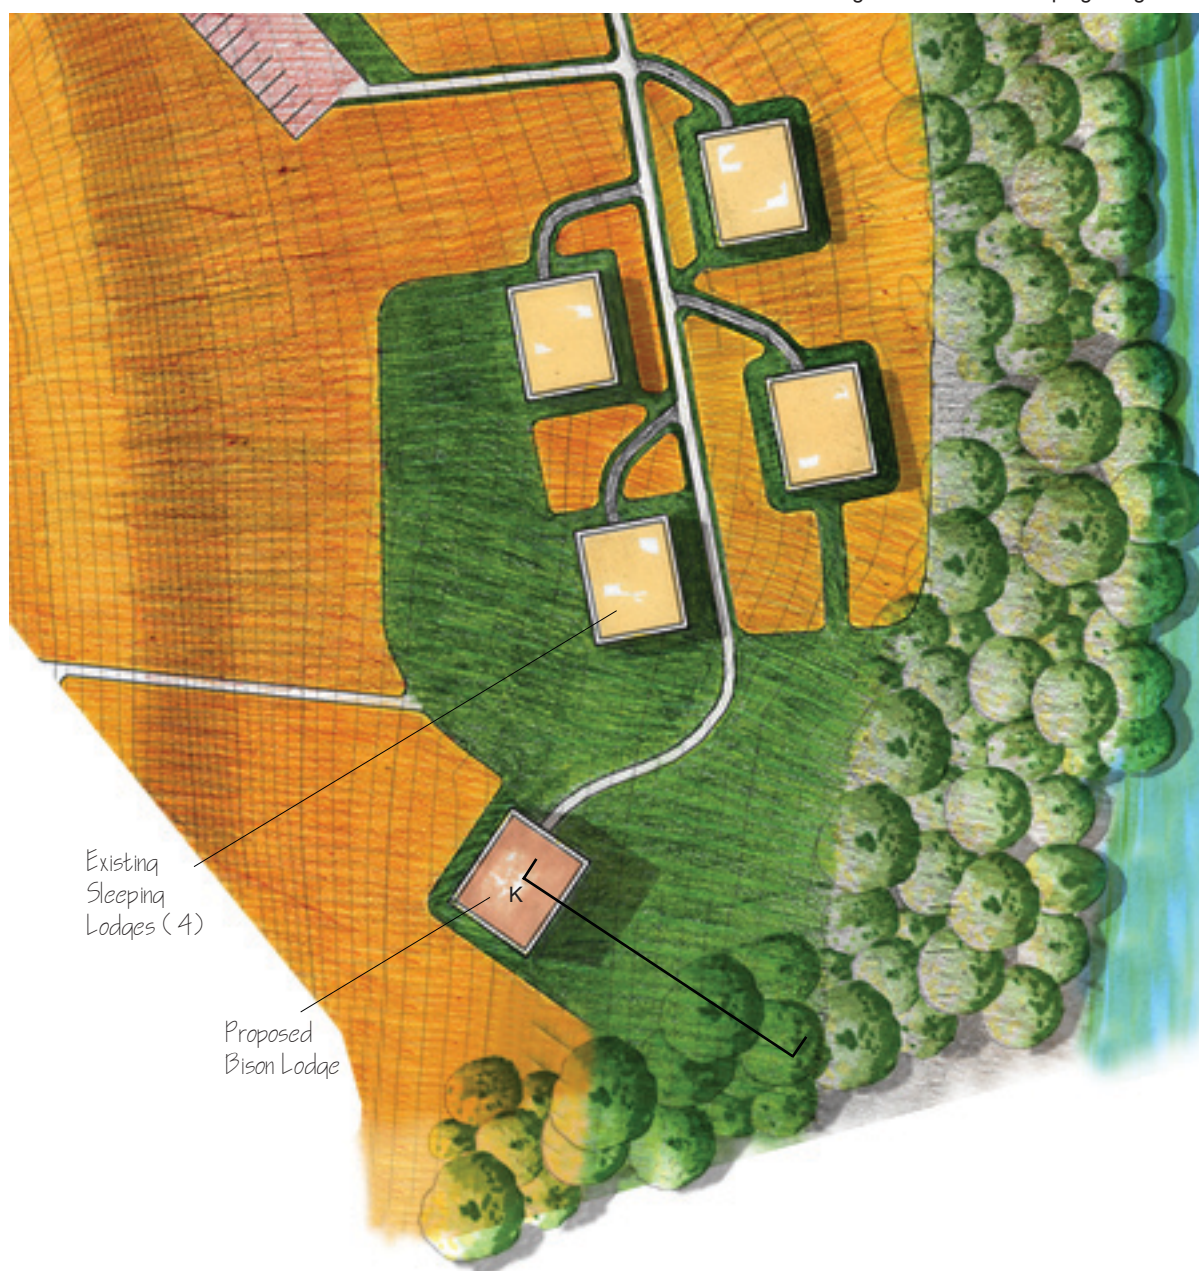 Existing
Sleeping
Lodges ( 4 )
K
Proposed
Bison Lodge